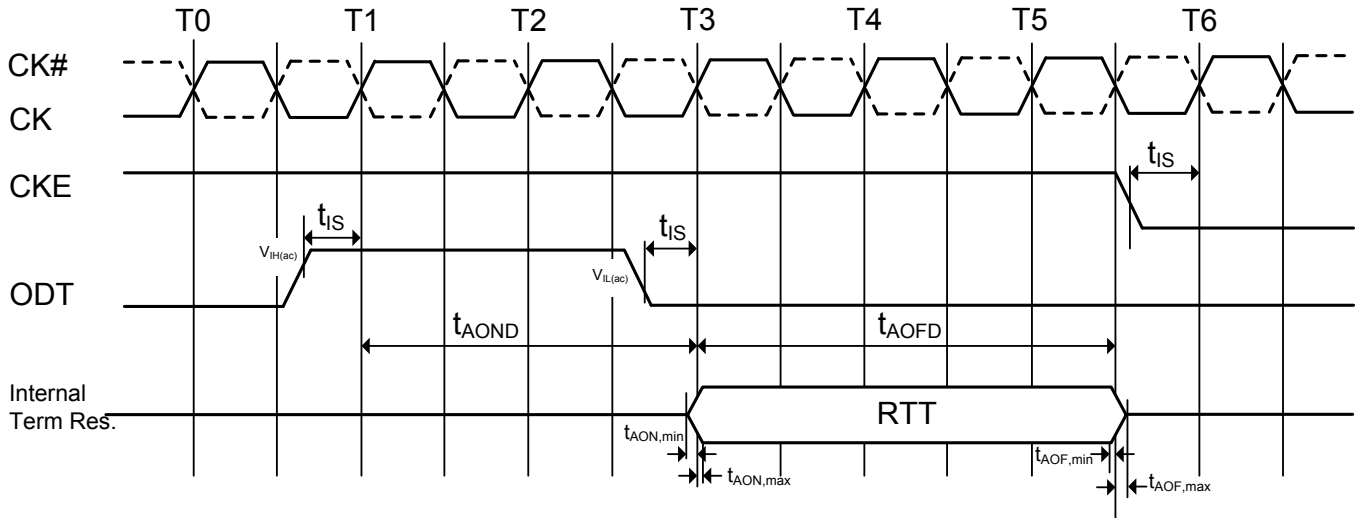 T0 T1 T2 T3 T4 T5 T6
CK#
CK
CKE
tIS
tIS
tIS
VIH(ac)
VIL(ac)
ODT
tAOND
tAOFD
Internal
Term Res.
RTT
tAON,min
tAOF,min
tAON,max
tAOF,max